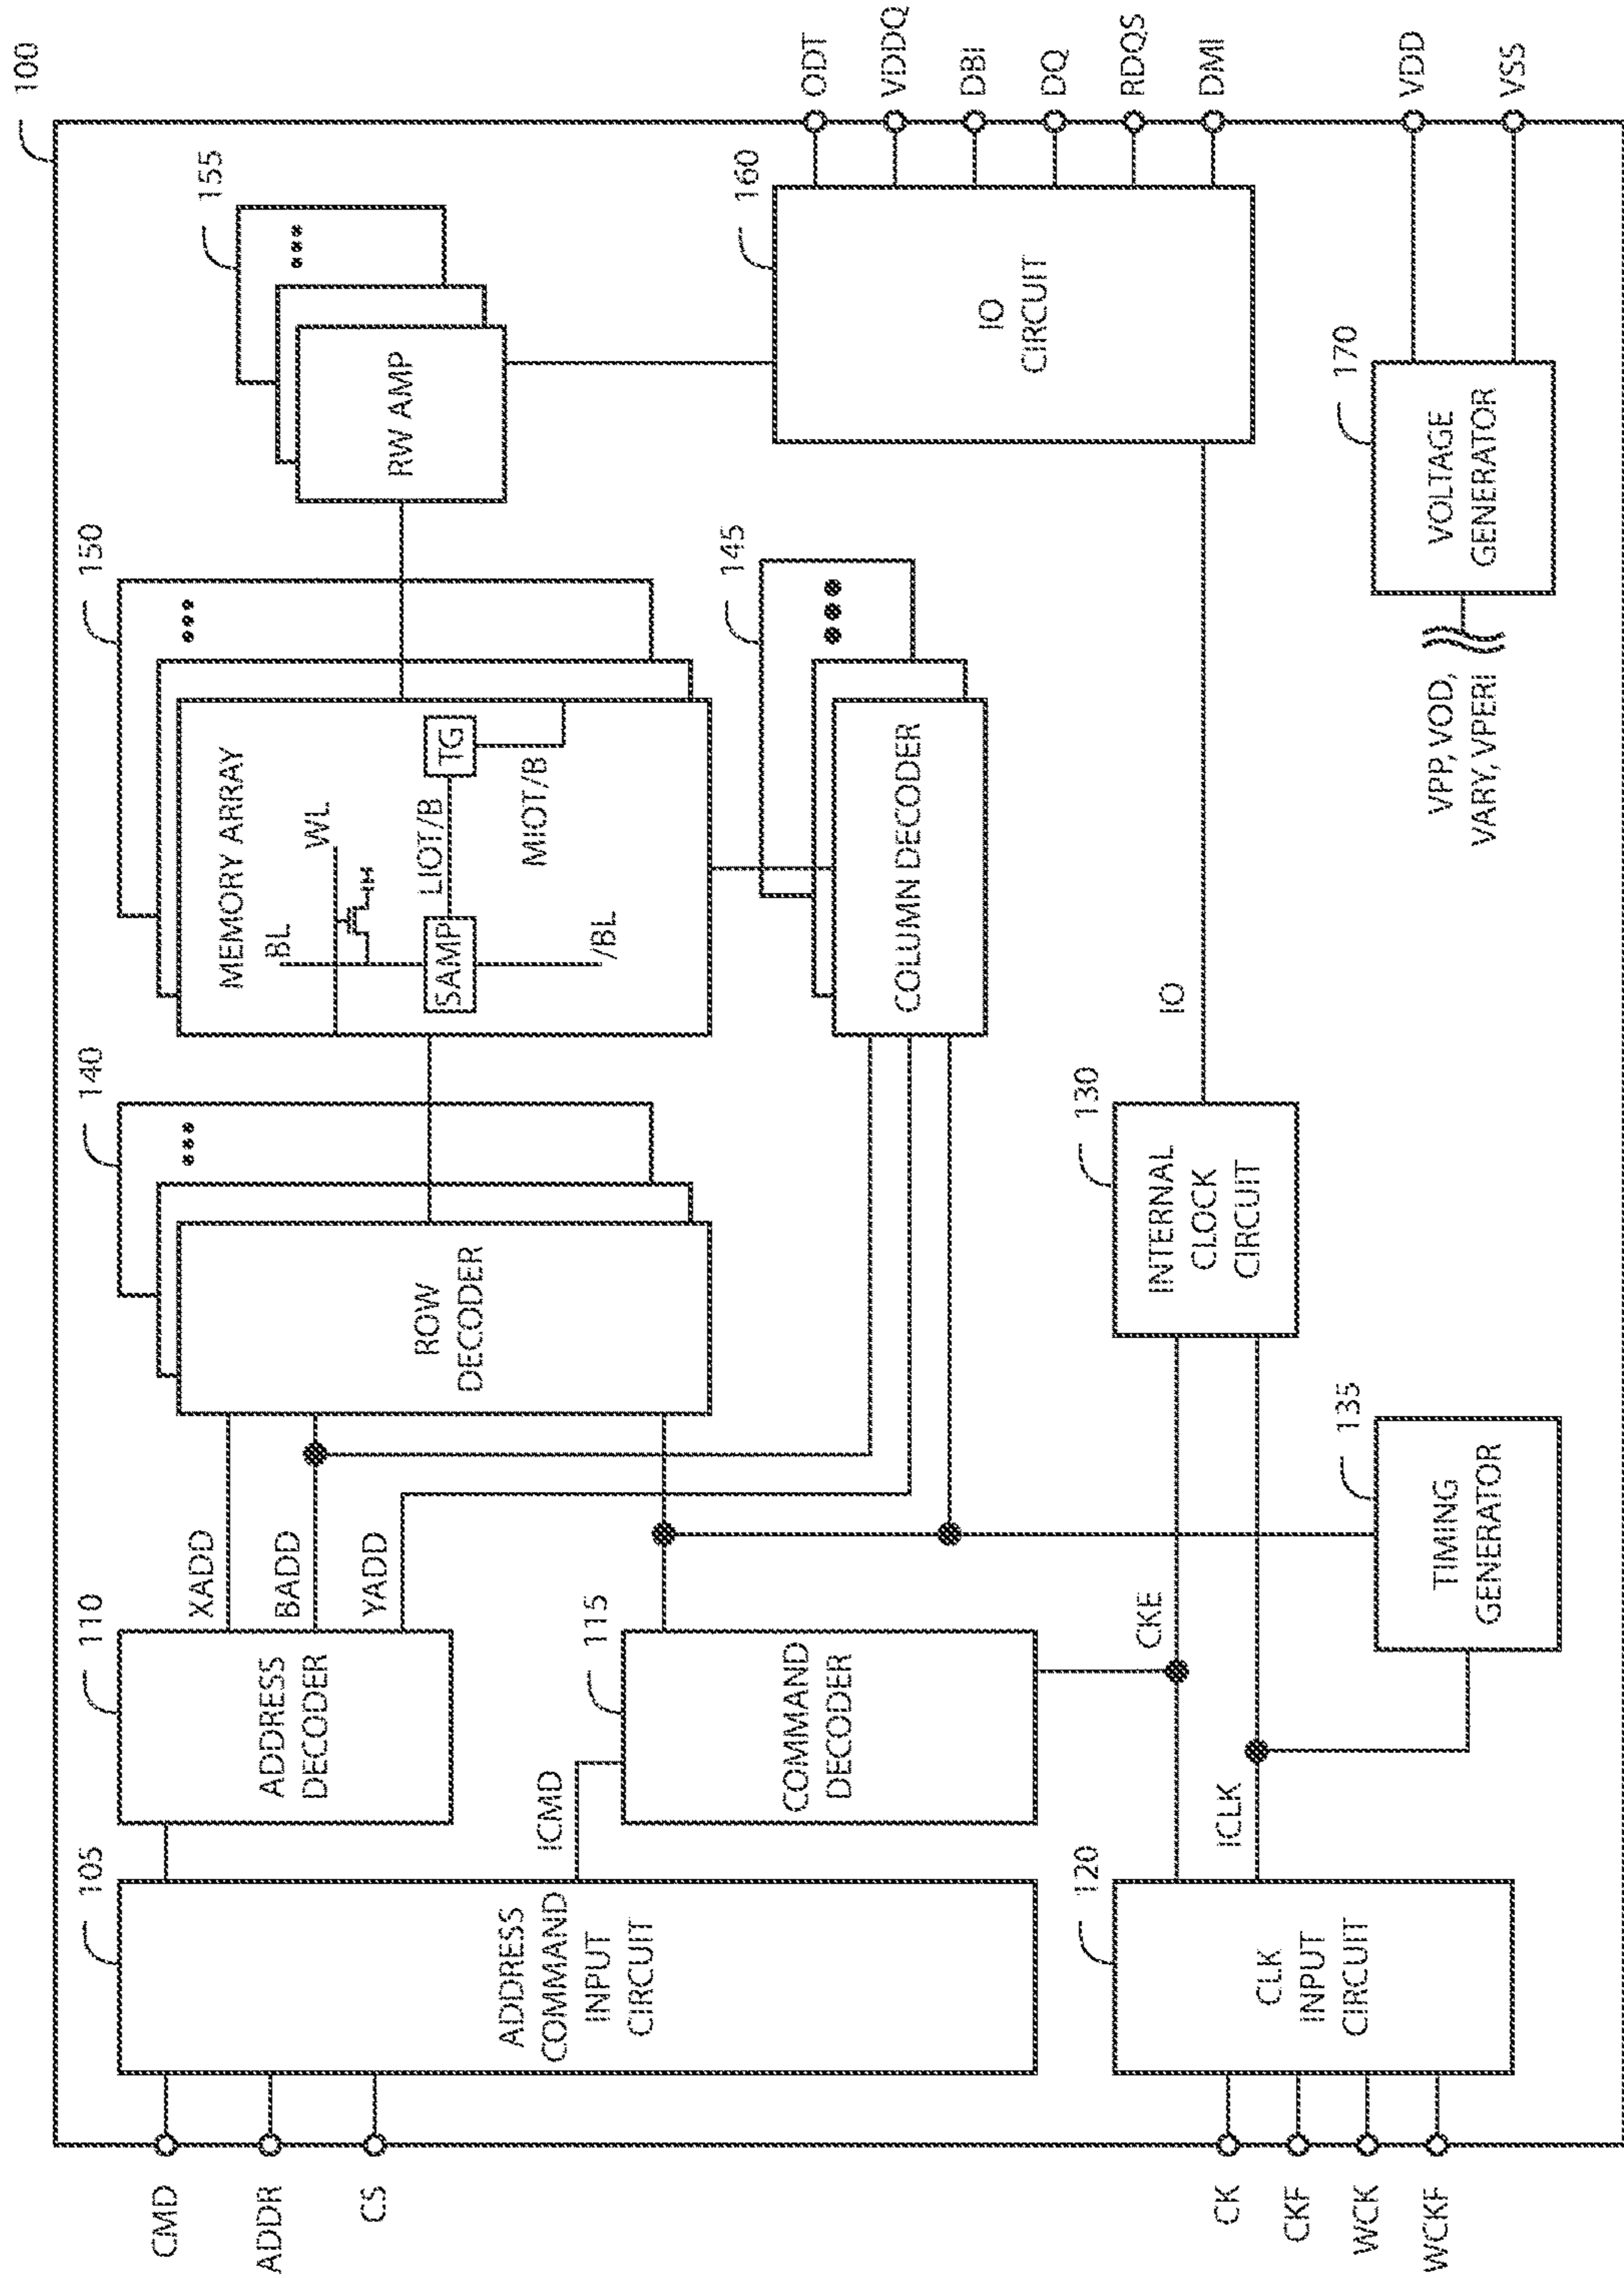 100
105
110
140
150
155
XADD
BADD
YADD
ADDRESS
DECODER
ROW
DECODER
MEMORY ARRAY
BL
WL
SAMP
LIOT/B
TG
MIOT/B
/BL
RW AMP
CMD
ADDR
CS
ADDRESS
COMMAND
INPUT
CIRCUIT
ICMD
115
COMMAND
DECODER
145
COLUMN DECODER
160
IO
CIRCUIT
ODT
VDDQ
DBI
DQ
RDQS
DMI
120
CLK
INPUT
CIRCUIT
CK
CKF
WCK
WCKF
CKE
ICLK
130
INTERNAL
CLOCK
CIRCUIT
IO
135
TIMING
GENERATOR
170
VOLTAGE
GENERATOR
VPP, VOD,
VARY, VPERI
VDD
VSS